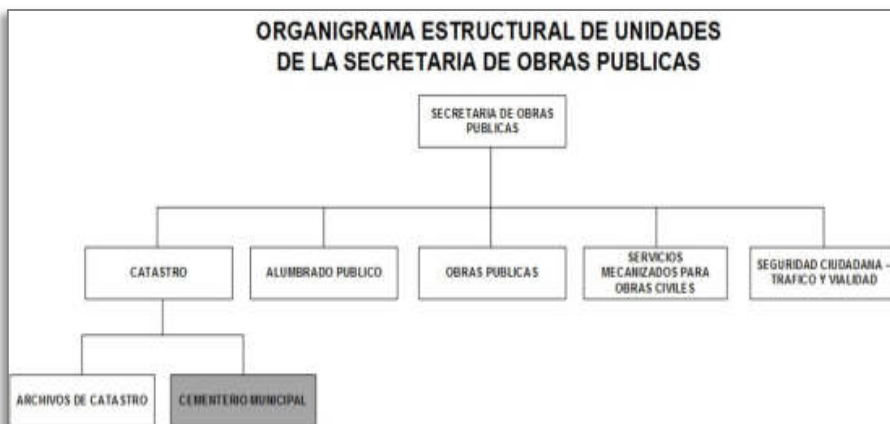 ORGANIGRAMA ESTRUCTURAL DE UNIDADES
DE LA SECRETARIA DE OBRAS PUBLICAS
SECRETARIA DE OBRAS
PUBLICAS
CATASTRO
ALUMBRADO PUBLICO
OBRAS PUBLICAS
SERVICIOS
MECANIZADOS PARA
OBRAS CIVILES
SEGURIDAD CIUDADANA -
TRAFICO Y VIALIDAD
ARCHIVOS DE CATASTRO
CEMENTERIO MUNICIPAL